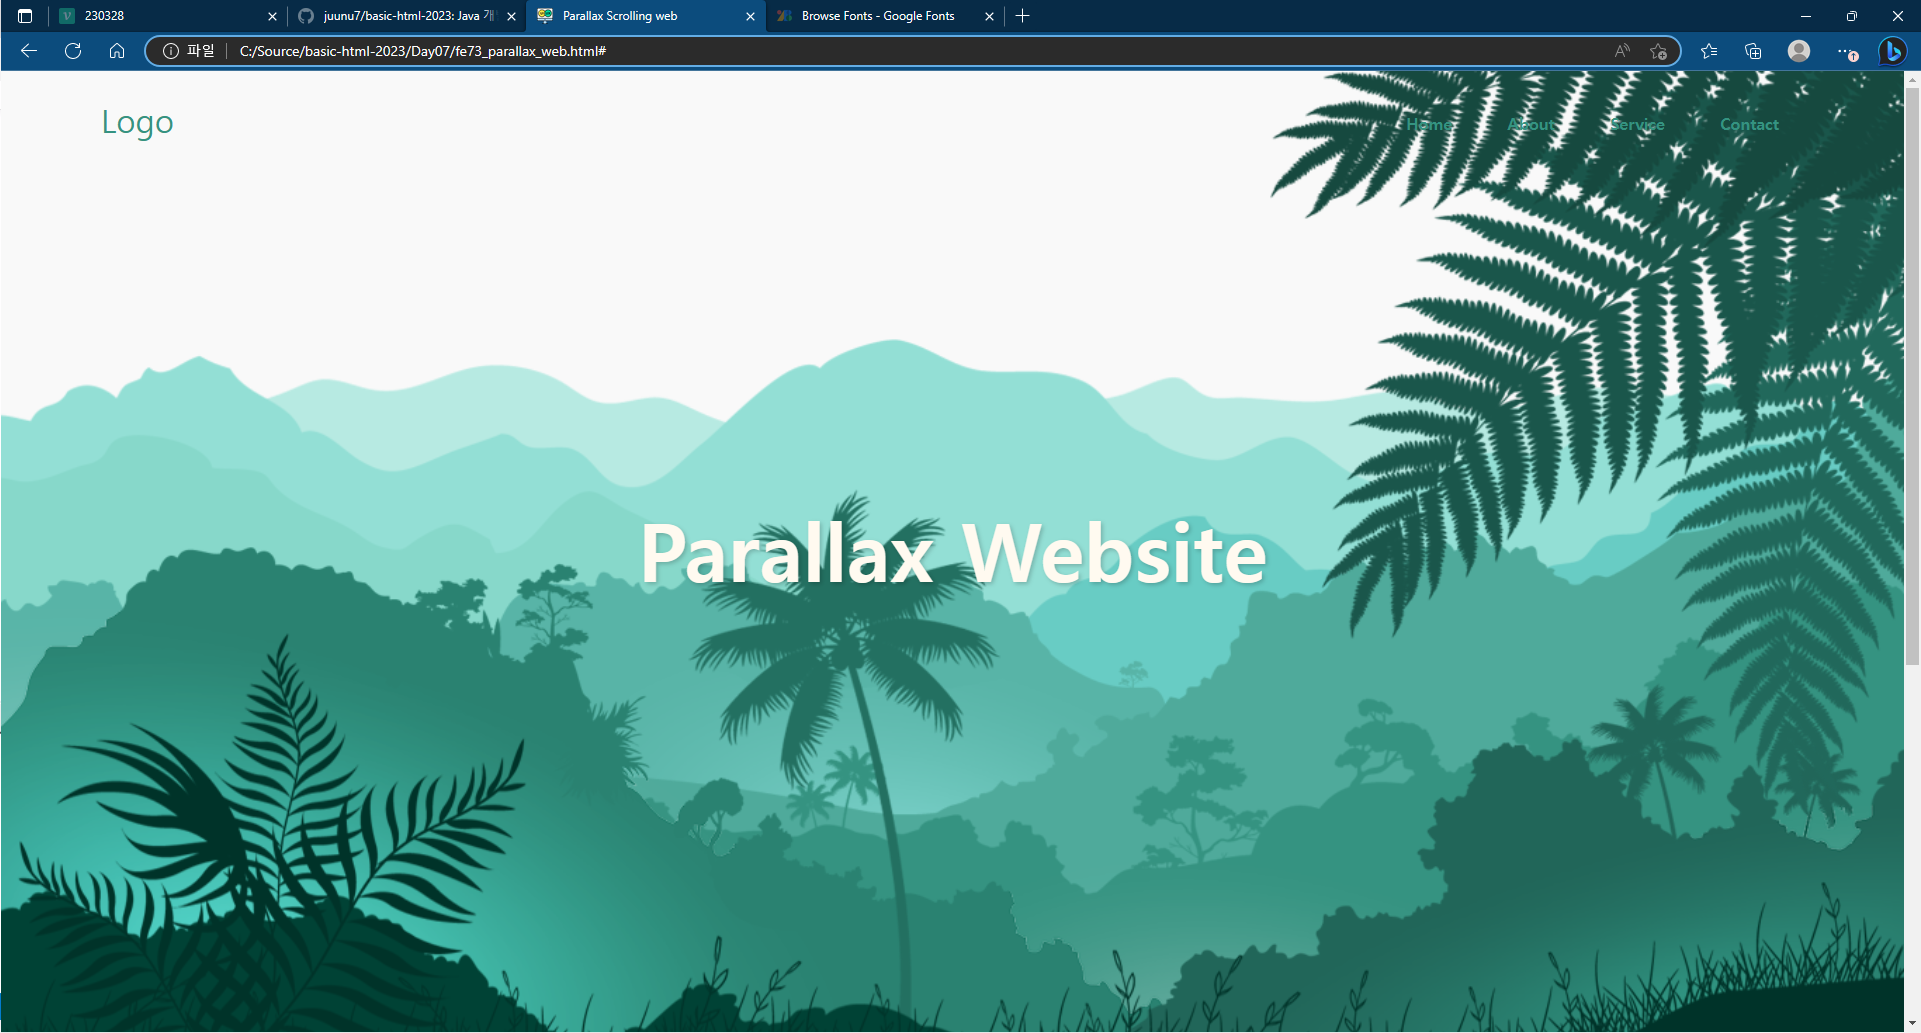 230328
juunu7/basic-html-2023: Java 개
Parallax Scrolling web
Browse Fonts - Google Fonts
파일
C:/Source/basic-html-2023/Day07/fe73_parallax_web.html#
Logo
Home About Service Contact
Parallax Website